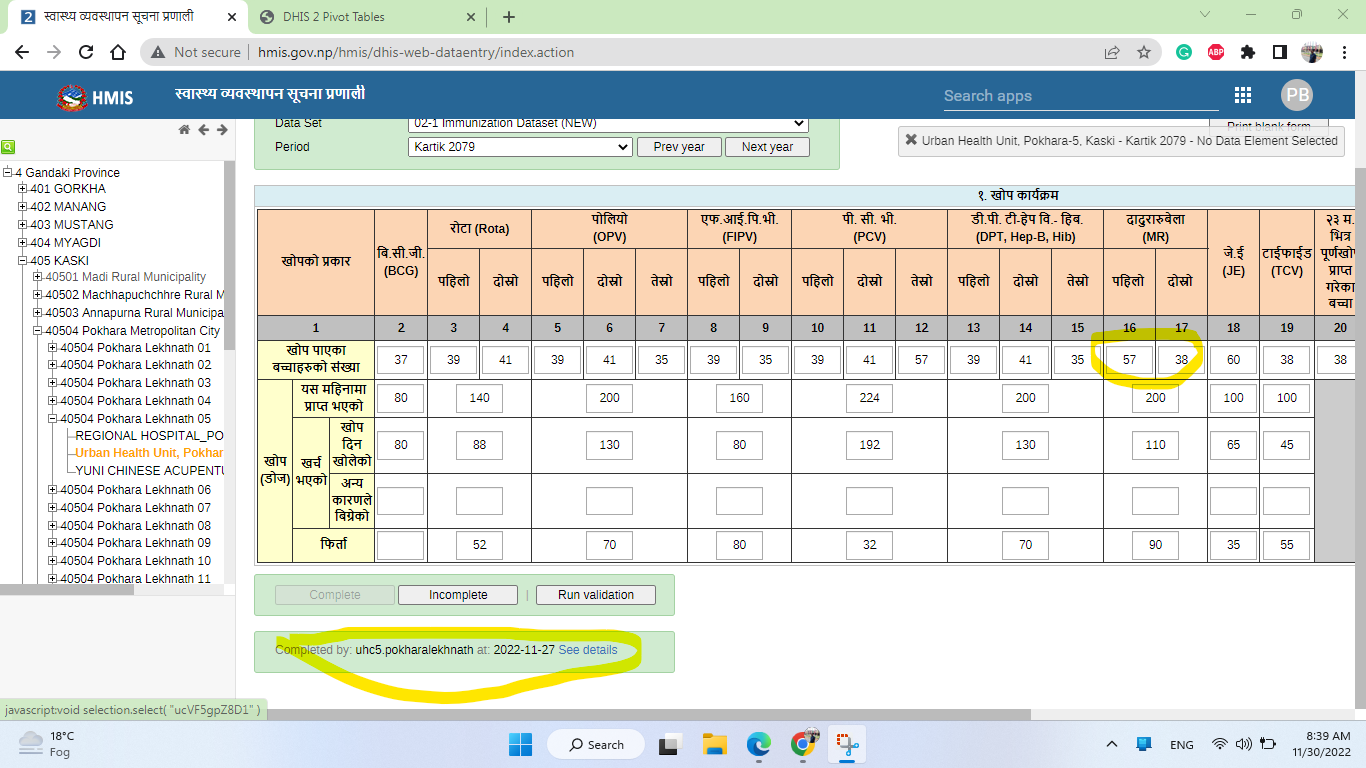 स्वास्थ्य व्यवस्थापन सूचना प्रणाली
DHIS 2 Pivot Tables
Not secure | hmis.gov.np/hmis/dhis-web-dataentry/index.action
ABP
HMIS स्वास्थ्य व्यवस्थापन सूचना प्रणाली
Search apps
PB
Data Set 02-1 Immunization Dataset (NEW)
Print blank form
Period Kartik 2079 Prev year Next year
Urban Health Unit, Pokhara-5, Kaski - Kartik 2079 - No Data Element Selected
4 Gandaki Province
401 GORKHA
402 MANANG
403 MUSTANG
404 MYAGDI
405 KASKI
40501 Madi Rural Municipality
40502 Machhapuchchhre Rural M
40503 Annapurna Rural Municipa
40504 Pokhara Metropolitan City
40504 Pokhara Lekhnath 01
40504 Pokhara Lekhnath 02
40504 Pokhara Lekhnath 03
40504 Pokhara Lekhnath 04
40504 Pokhara Lekhnath 05
REGIONAL HOSPITAL_PO
Urban Health Unit, Pokhar
YUNI CHINESE ACUPENTU
40504 Pokhara Lekhnath 06
40504 Pokhara Lekhnath 07
40504 Pokhara Lekhnath 08
40504 Pokhara Lekhnath 09
40504 Pokhara Lekhnath 10
40504 Pokhara Lekhnath 11
१. खोप कार्यक्रम
खोपको प्रकार
बि.सी.जी.
(BCG)
रोटा (Rota)
पोलियो
(OPV)
एफ.आई.पि.भी.
(FIPV)
पी. सी. भी.
(PCV)
डी.पी. टी-हेप वि.- हिब.
(DPT, Hep-B, Hib)
दादुरारुबेला
(MR)
जे.ई
(JE)
टाईफाईड
(TCV)
२३ म.
भित्र
पूर्णखोप
प्राप्त
गरेका
बच्चा
पहिलो दोस्रो पहिलो दोस्रो तेस्रो पहिलो दोस्रो पहिलो दोस्रो तेस्रो पहिलो दोस्रो तेस्रो पहिलो दोस्रो
1 2 3 4 5 6 7 8 9 10 11 12 13 14 15 16 17 18 19 20
खोप पाएका
बच्चाहरुको संख्या
37 39 41 39 41 35 39 35 39 41 57 39 41 35 57 38 60 38 38
खोप
(डोज)
यस महिनामा
प्राप्त भएको
80 140 200 160 224 200 200 100 100
खर्च
भएको
खोप
दिन
खोलेको
80 88 130 80 192 130 110 65 45
अन्य
कारणले
बिग्रेको
फिर्ता
52 70 80 32 70 90 35 55
Complete Incomplete | Run validation
Completed by: uhc5.pokharalekhnath at: 2022-11-27 See details
javascript:void selection.select( "ucVF5gpZ8D1" )
18°C
Fog
Search
ENG
8:39 AM
11/30/2022